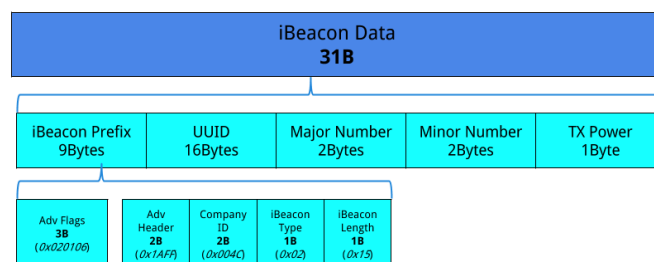 iBeacon Data
31B
iBeacon Prefix
9Bytes
UUID
16Bytes
Major Number
2Bytes
Minor Number
2Bytes
TX Power
1Byte
Adv Flags
3B
(0x020106)
Adv
Header
2B
(0x1AFF)
Company
ID
2B
(0x004C)
iBeacon
Type
1B
(0x02)
iBeacon
Length
1B
(0x15)